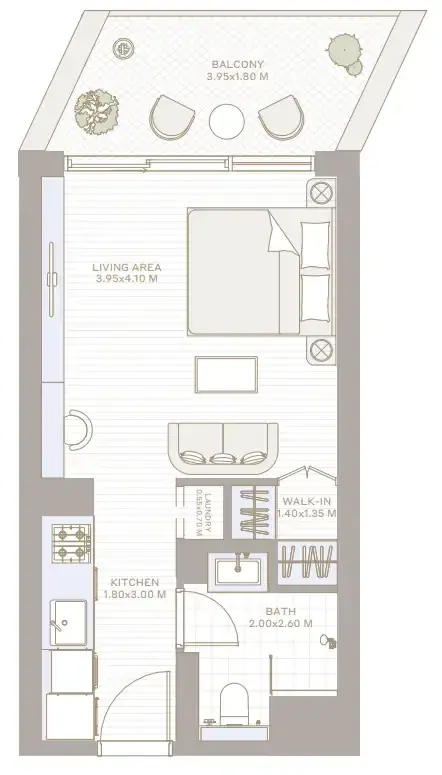 BALCONY
3.95x1.80 M
LIVING AREA
3.95x4.10 M
LAUNDRY
0.55x0.70 M
WALK-IN
1.40x1.35 M
KITCHEN
1.80x3.00 M
BATH
2.00x2.60 M